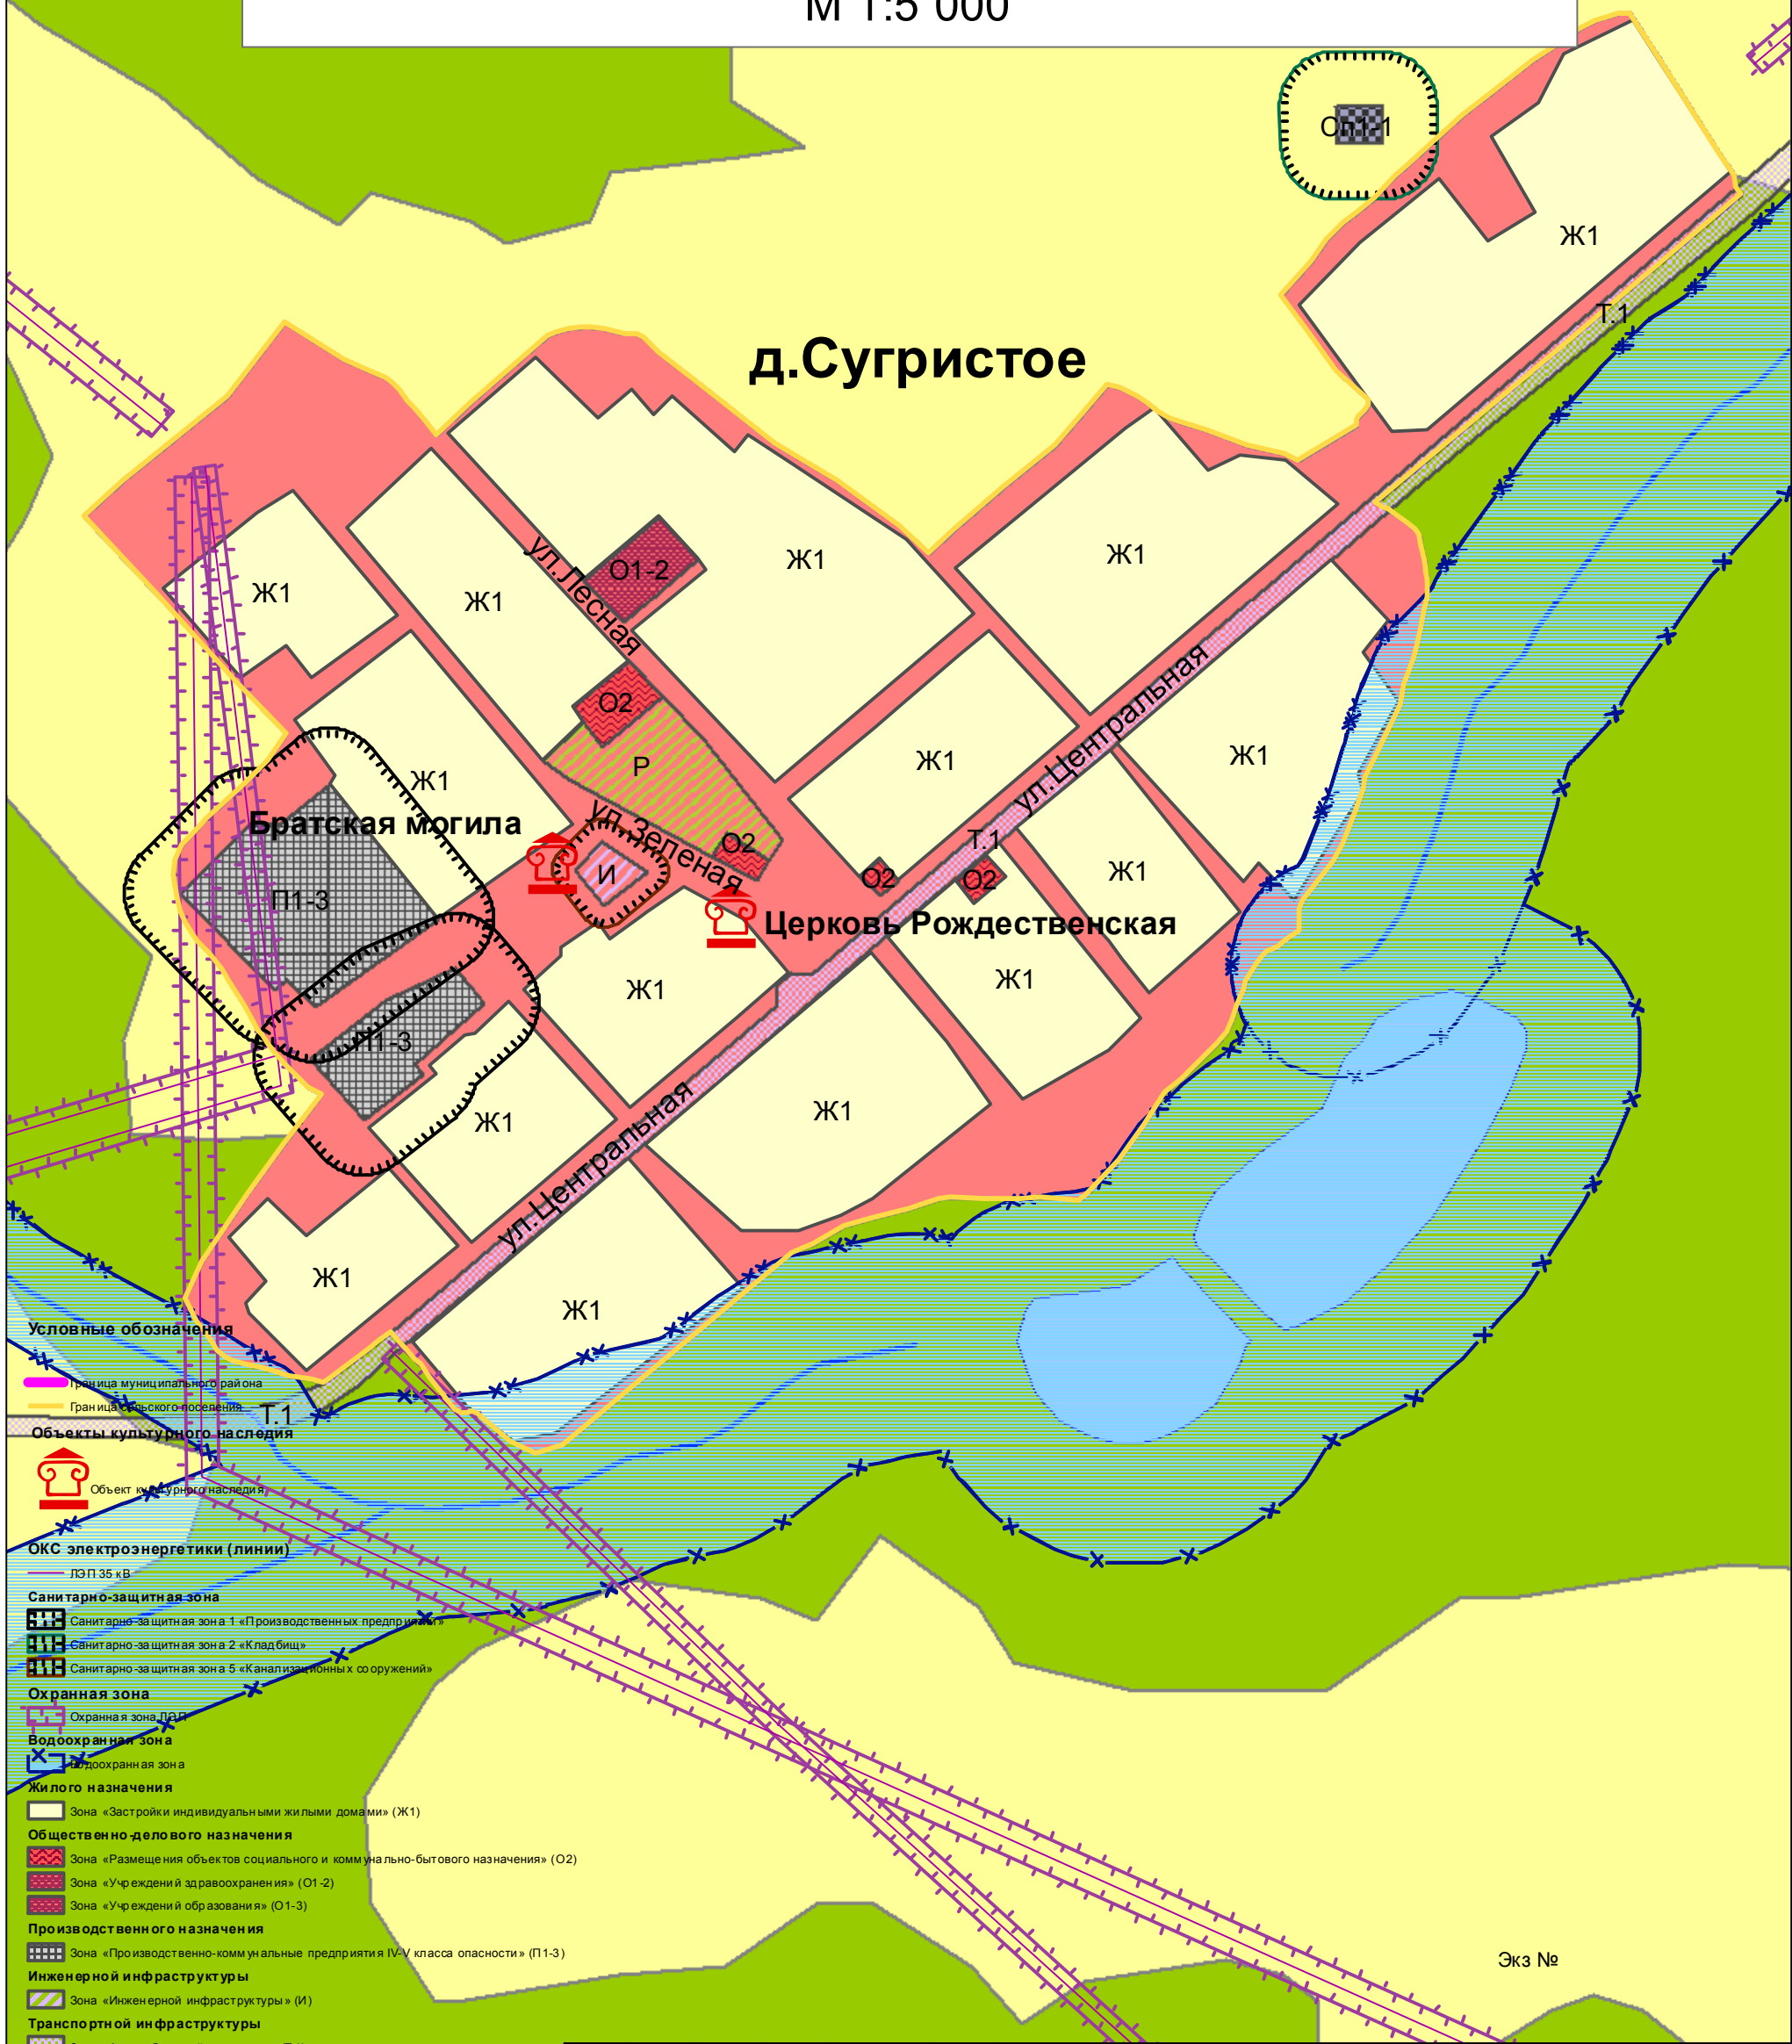 М 1:5 000
Сп1-1
Ж1
Т.1
д.Сугристое
Ж1
О1-2
Ж1
Ж1
Ж1
ул.Лесная
О2
Р
Ж1
Ж1
ул.Центральная
Ж1
Братская могила
ул.Зеленая
О2
Т.1
И
О2
О2
Ж1
П1-3
Церковь Рождественская
Ж1
Ж1
П1-3
Ж1
Ж1
ул.Центральная
Ж1
Ж1
Условные обозначения
Граница муниципального района
Граница сельского поселения
Т.1
Объекты культурного наследия
Объект культурного наследия
ОКС электроэнергетики (линии)
ЛЭП 35 кВ
Санитарно-защитная зона
Санитарно-защитная зона 1 «Производственных предприятий»
Санитарно-защитная зона 2 «Кладбищ»
Санитарно-защитная зона 5 «Канализационных сооружений»
Охранная зона
Охранная зона ЛЭП
Водоохранная зона
Водоохранная зона
Жилого назначения
Зона «Застройки индивидуальными жилыми домами» (Ж1)
Общественно-делового назначения
Зона «Размещения объектов социального и коммунально-бытового назначения» (О2)
Зона «Учреждений здравоохранения» (О1-2)
Зона «Учреждений образования» (О1-3)
Производственного назначения
Зона «Производственно-коммунальные предприятия IV-V класса опасности» (П1-3)
Экз №
Инженерной инфраструктуры
Зона «Инженерной инфраструктуры» (И)
Транспортной инфраструктуры